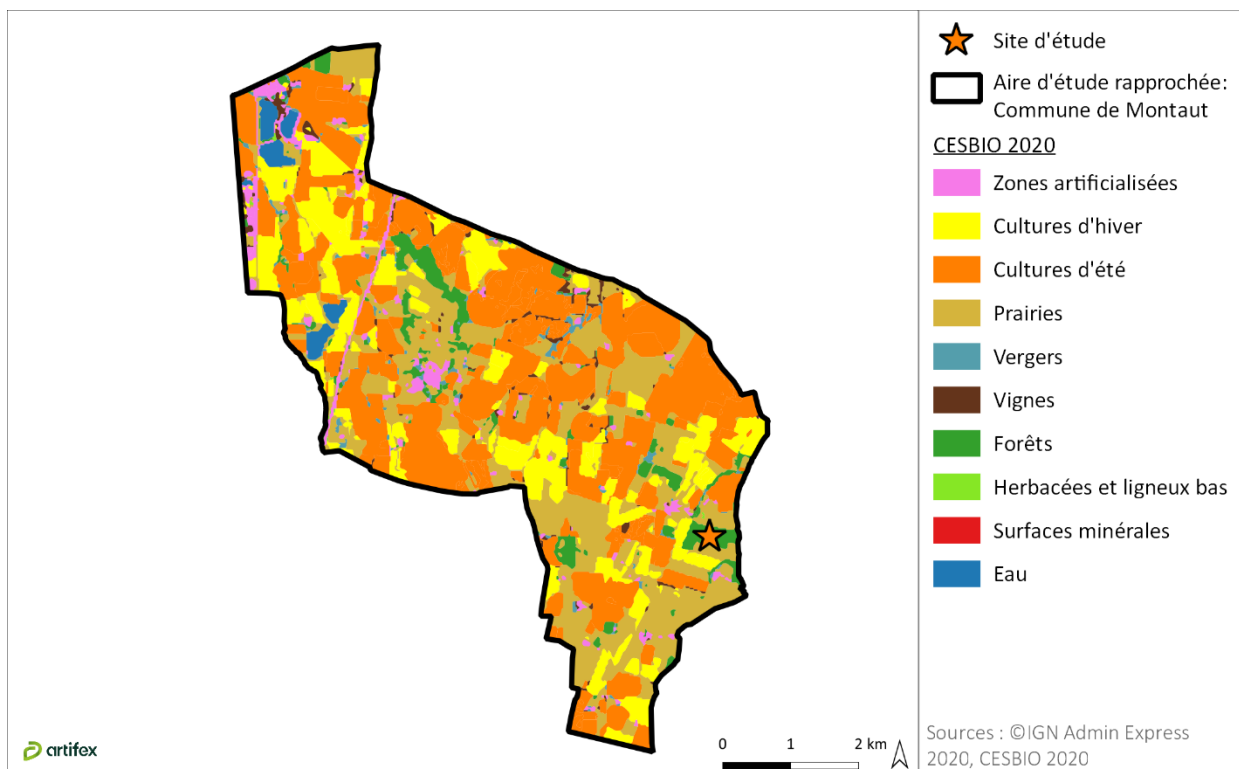 Site d'étude
Aire d'étude rapprochée:
Commune de Montaut
CESBIO 2020
Zones artificialisées
Cultures d'hiver
Cultures d'été
Prairies
Vergers
Vignes
Forêts
Herbacées et ligneux bas
Surfaces minérales
Eau
artifex
0 1 2 km
Sources : ©IGN Admin Express
2020, CESBIO 2020